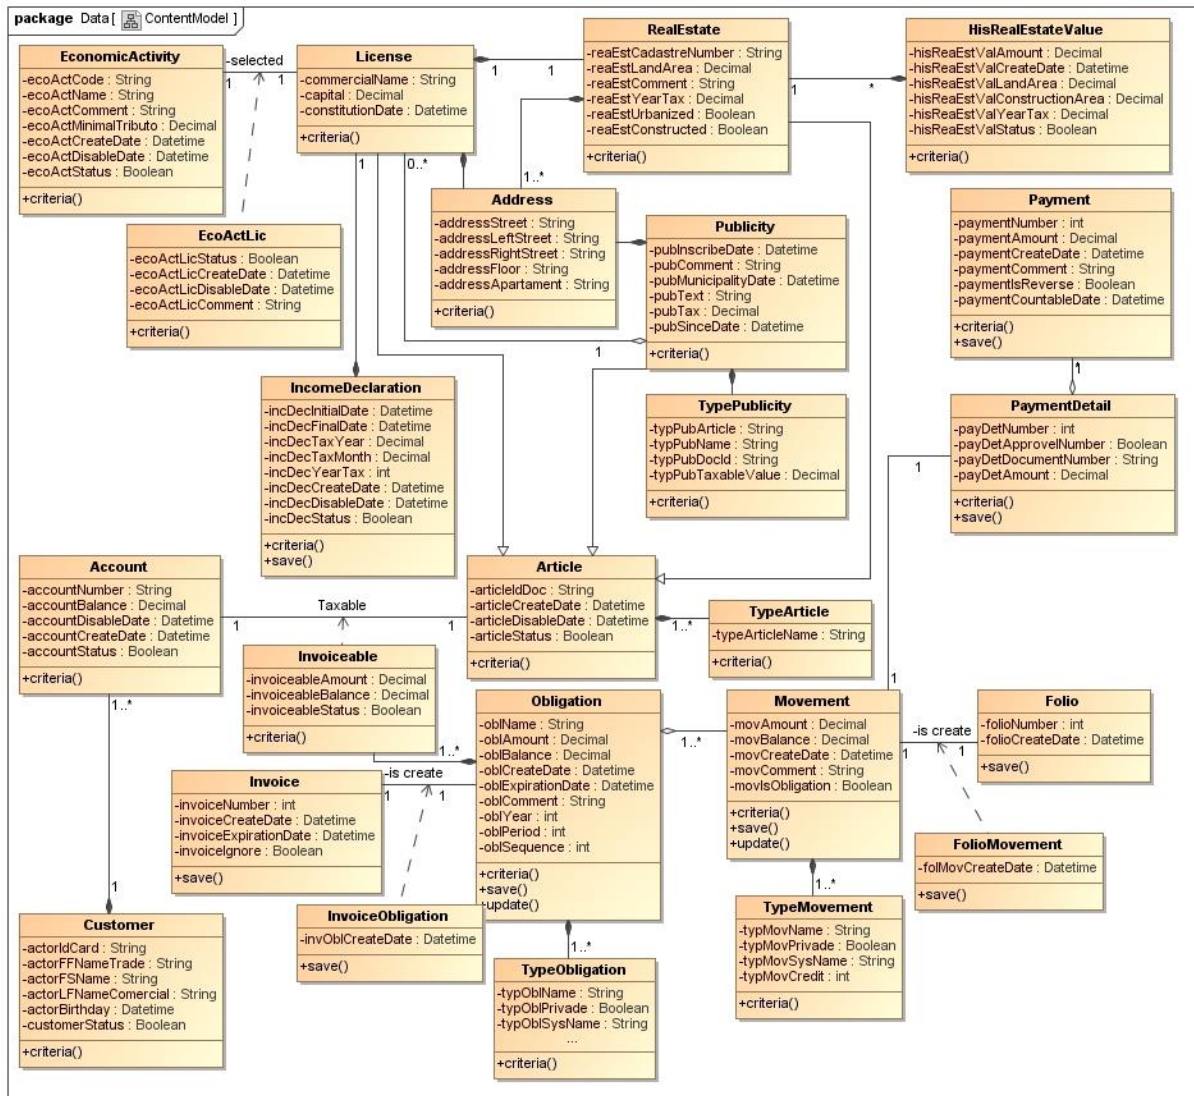 package Data[ ContentModel ]
EconomicActivity
-ecoActCode : String
-ecoActName : String
-ecoActComment : String
-ecoActMinimalTributo : Decimal
-ecoActCreateDate : Datetime
-ecoActDisableDate : Datetime
-ecoActStatus : Boolean
+criteria()
-selected
1
1
License
-commercialName : String
-capital : Decimal
-constitutionDate : Datetime
+criteria()
1
1
RealEstate
-reaEstCadastreNumber : String
-reaEstLandArea : Decimal
-reaEstComment : String
-reaEstYearTax : Decimal
-reaEstUrbanized : Boolean
-reaEstConstructed : Boolean
+criteria()
1
*
HisRealEstateValue
-hisReaEstValAmount : Decimal
-hisReaEstValCreateDate : Datetime
-hisReaEstValLandArea : Decimal
-hisReaEstValConstructionArea : Decimal
-hisReaEstValYearTax : Decimal
-hisReaEstValStatus : Boolean
+criteria()
1
0..*
1..*
EcoActLic
-ecoActLicStatus : Boolean
-ecoActLicCreateDate : Datetime
-ecoActLicDisableDate : Datetime
-ecoActLicComment : String
+criteria()
Address
-addressStreet : String
-addressLeftStreet : String
-addressRightStreet : String
-addressFloor : String
-addressApartament : String
+criteria()
Publicity
-pubInscribeDate : Datetime
-pubComment : String
-pubMunicipalityDate : Datetime
-pubText : String
-pubTax : Decimal
-pubSinceDate : Datetime
+criteria()
1
Payment
-paymentNumber : int
-paymentAmount : Decimal
-paymentCreateDate : Datetime
-paymentComment : String
-paymentIsReverse : Boolean
-paymentCountableDate : Datetime
+criteria()
+save()
IncomeDeclaration
-incDecInitialDate : Datetime
-incDecFinalDate : Datetime
-incDecTaxYear : Decimal
-incDecTaxMonth : Decimal
-incDecYearTax : int
-incDecCreateDate : Datetime
-incDecDisableDate : Datetime
-incDecStatus : Boolean
+criteria()
+save()
TypePublicity
-typPubArticle : String
-typPubName : String
-typPubDocId : String
-typPubTaxableValue : Decimal
+criteria()
PaymentDetail
-payDetNumber : int
-payDetApprovelNumber : Boolean
-payDetDocumentNumber : String
-payDetAmount : Decimal
+criteria()
+save()
1
Account
-accountNumber : String
-accountBalance : Decimal
-accountDisableDate : Datetime
-accountCreateDate : Datetime
-accountStatus : Boolean
+criteria()
Taxable
1
1
Article
-articleIdDoc : String
-articleCreateDate : Datetime
-articleDisableDate : Datetime
-articleStatus : Boolean
+criteria()
1..*
TypeArticle
-typeArticleName : String
+criteria()
Invoiceable
-invoiceableAmount : Decimal
-invoiceableBalance : Decimal
-invoiceableStatus : Boolean
+criteria()
1..*
1..*
-is create
1
1
Obligation
-oblName : String
-oblAmount : Decimal
-oblBalance : Decimal
-oblCreateDate : Datetime
-oblExpirationDate : Datetime
-oblComment : String
-oblYear : int
-oblPeriod : int
-oblSequence : int
+criteria()
+save()
+update()
1..*
1
Movement
-movAmount : Decimal
-movBalance : Decimal
-movCreateDate : Datetime
-movComment : String
-movIsObligation : Boolean
+criteria()
+save()
+update()
-is create
1
1
Folio
-folioNumber : int
-folioCreateDate : Datetime
+save()
Invoice
-invoiceNumber : int
-invoiceCreateDate : Datetime
-invoiceExpirationDate : Datetime
-invoiceIgnore : Boolean
+save()
FolioMovement
-folMovCreateDate : Datetime
+save()
1
Customer
-actorIdCard : String
-actorFFNameTrade : String
-actorFSName : String
-actorLFNameComercial : String
-actorBirthday : Datetime
-customerStatus : Boolean
+criteria()
InvoiceObligation
-invOblCreateDate : Datetime
+save()
1..*
TypeObligation
-typOblName : String
-typOblPrivade : Boolean
-typOblSysName : String
...
+criteria()
1..*
TypeMovement
-typMovName : String
-typMovPrivade : Boolean
-typMovSysName : String
-typMovCredit : int
+criteria()